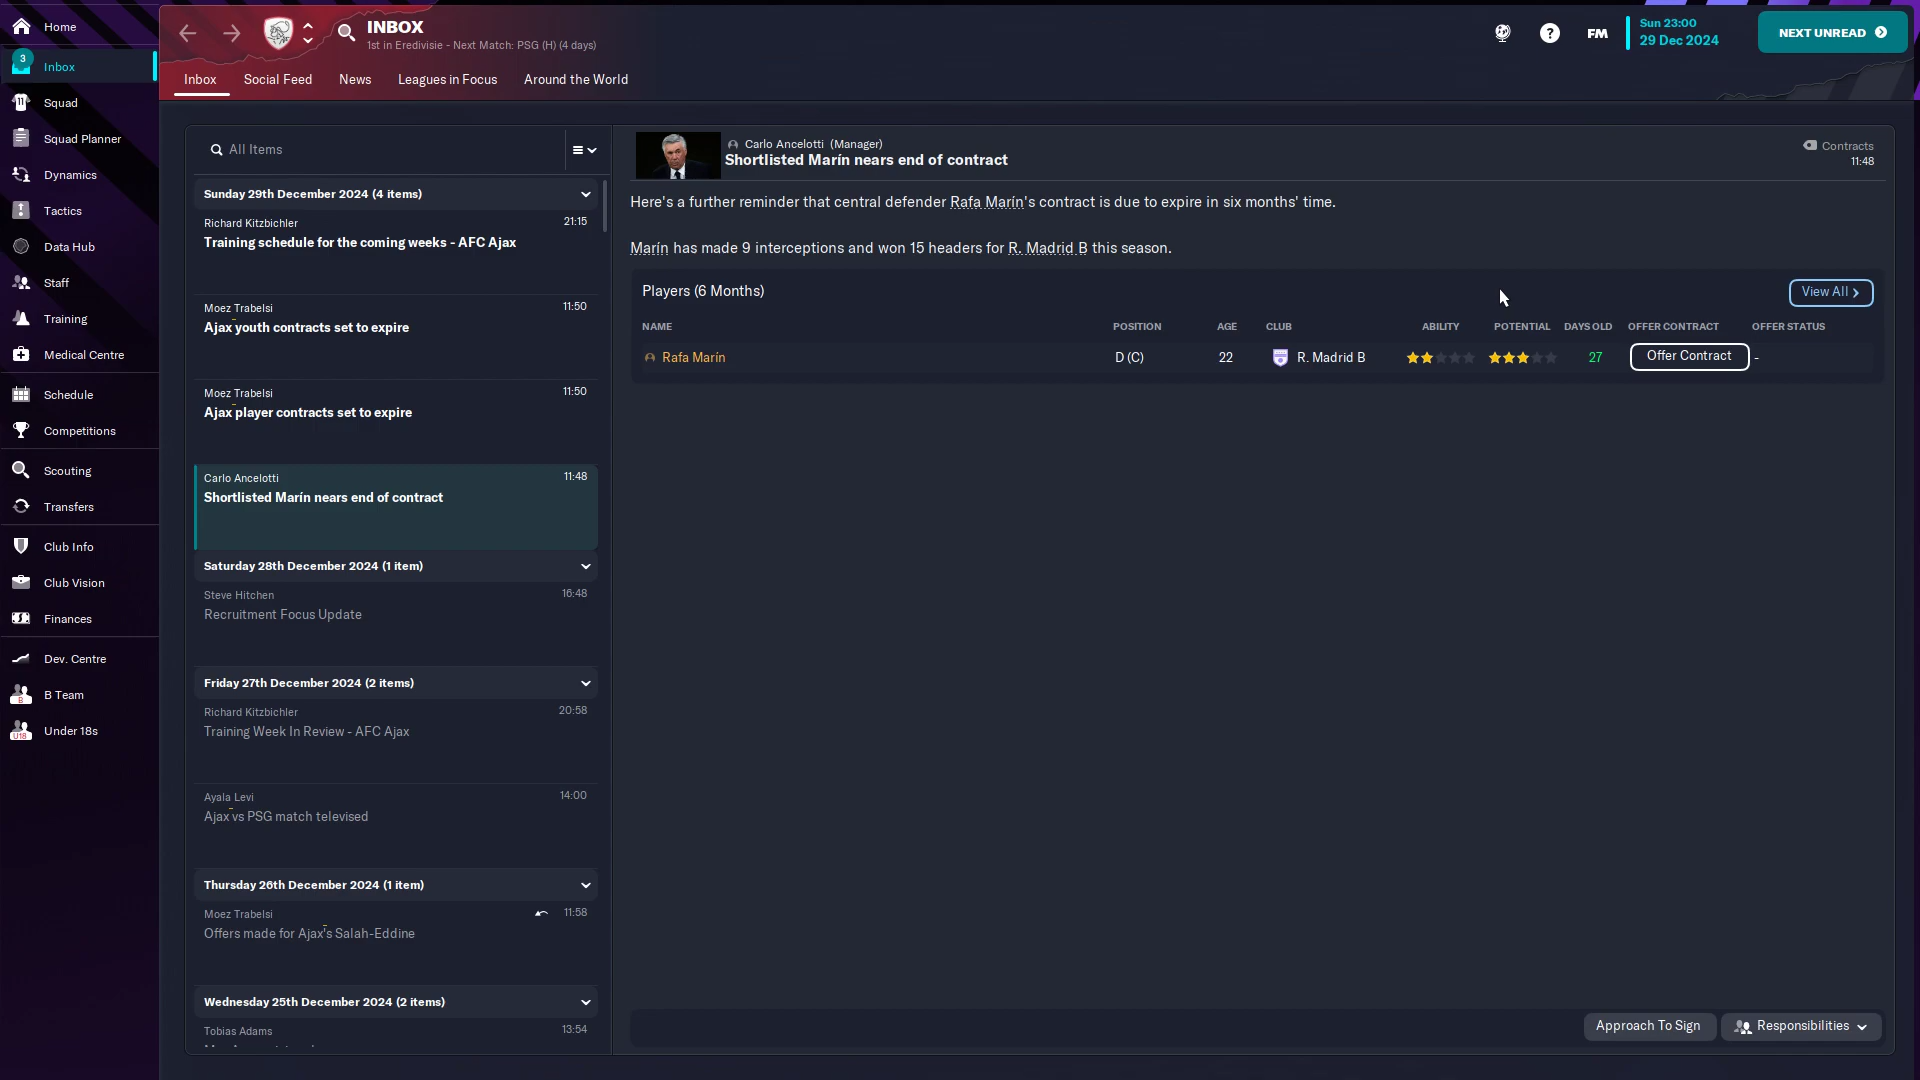 Home
3
Inbox
Squad
Squad Planner
Dynamics
Tactics
Data Hub
Staff
Training
Medical Centre
Schedule
Competitions
Scouting
Transfers
Club Info
Club Vision
Finances
Dev. Centre
B Team
Under 18s
INBOX
1st in Eredivisie - Next Match: PSG (H) (4 days)
FM
Sun 23:00
29 Dec 2024
NEXT UNREAD
Inbox
Social Feed
News
Leagues in Focus
Around the World
All Items
Sunday 29th December 2024 (4 items)
Richard Kitzbichler 21:15
Training schedule for the coming weeks - AFC Ajax
Moez Trabelsi 11:50
Ajax youth contracts set to expire
Moez Trabelsi 11:50
Ajax player contracts set to expire
Carlo Ancelotti 11:48
Shortlisted Marín nears end of contract
Saturday 28th December 2024 (1 item)
Steve Hitchen 16:48
Recruitment Focus Update
Friday 27th December 2024 (2 items)
Richard Kitzbichler 20:58
Training Week In Review - AFC Ajax
Ayala Levi 14:00
Ajax vs PSG match televised
Thursday 26th December 2024 (1 item)
Moez Trabelsi 11:58
Offers made for Ajax's Salah-Eddine
Wednesday 25th December 2024 (2 items)
Tobias Adams 13:54
Carlo Ancelotti (Manager)
Shortlisted Marín nears end of contract
Contracts
11:48
Here's a further reminder that central defender Rafa Marín's contract is due to expire in six months' time.
Marín has made 9 interceptions and won 15 headers for R. Madrid B this season.
Players (6 Months)
View All
NAME POSITION AGE CLUB ABILITY POTENTIAL DAYS OLD OFFER CONTRACT OFFER STATUS
Rafa Marín D (C) 22 R. Madrid B 27 Offer Contract -
Approach To Sign
Responsibilities